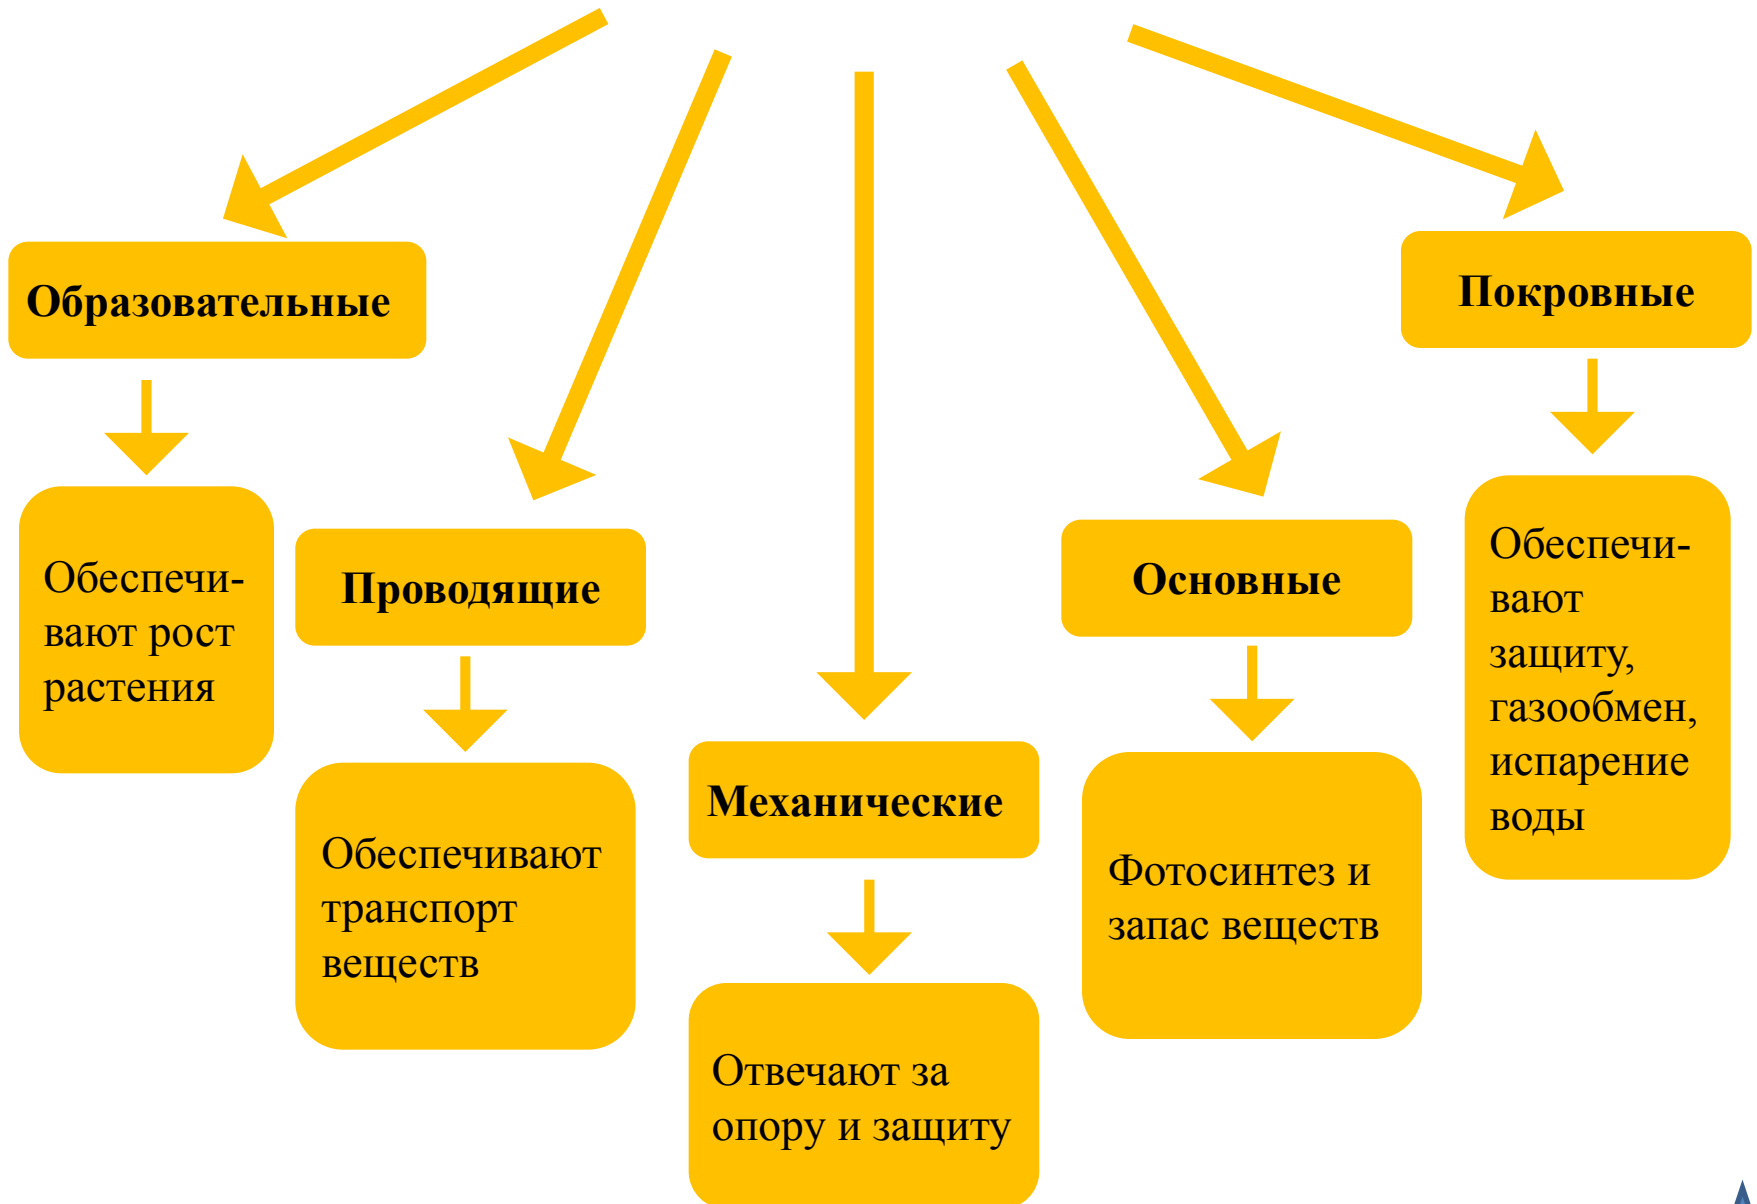 Образовательные
Обеспечи-
вают рост
растения
Проводящие
Обеспечивают
транспорт
веществ
Механические
Отвечают за
опору и защиту
Основные
Фотосинтез и
запас веществ
Покровные
Обеспечи-
вают
защиту,
газообмен,
испарение
воды